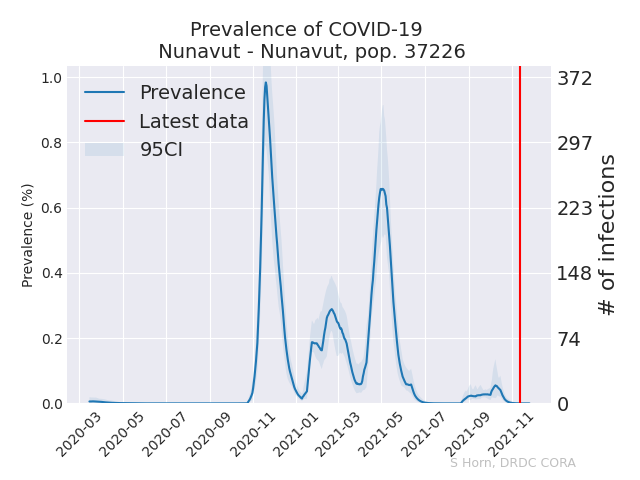 Prevalence of COVID-19
Nunavut - Nunavut, pop. 37226
Prevalence
Latest data
95CI
Prevalence (%)
1.0
0.8
0.6
0.4
0.2
0.0
372
297
223
148
74
0
# of infections
2020-03
2020-05
2020-07
2020-09
2020-11
2021-01
2021-03
2021-05
2021-07
2021-09
2021-11
S Horn, DRDC CORA